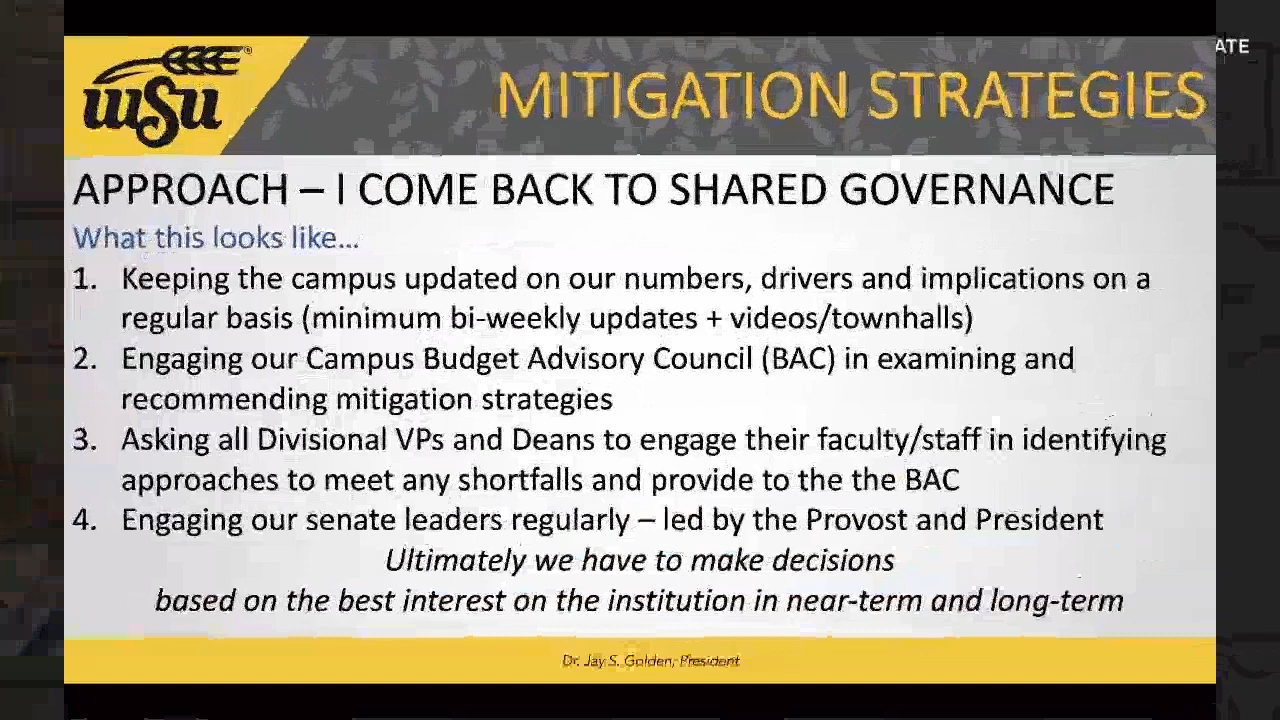 ATE
WSU
MITIGATION STRATEGIES
APPROACH – I COME BACK TO SHARED GOVERNANCE
What this looks like...
1. Keeping the campus updated on our numbers, drivers and implications on a
regular basis (minimum bi-weekly updates + videos/townhalls)
2. Engaging our Campus Budget Advisory Council (BAC) in examining and
recommending mitigation strategies
3. Asking all Divisional VPs and Deans to engage their faculty/staff in identifying
approaches to meet any shortfalls and provide to the the BAC
4. Engaging our senate leaders regularly – led by the Provost and President
Ultimately we have to make decisions
based on the best interest on the institution in near-term and long-term
Dr. Jay S. Golden, President